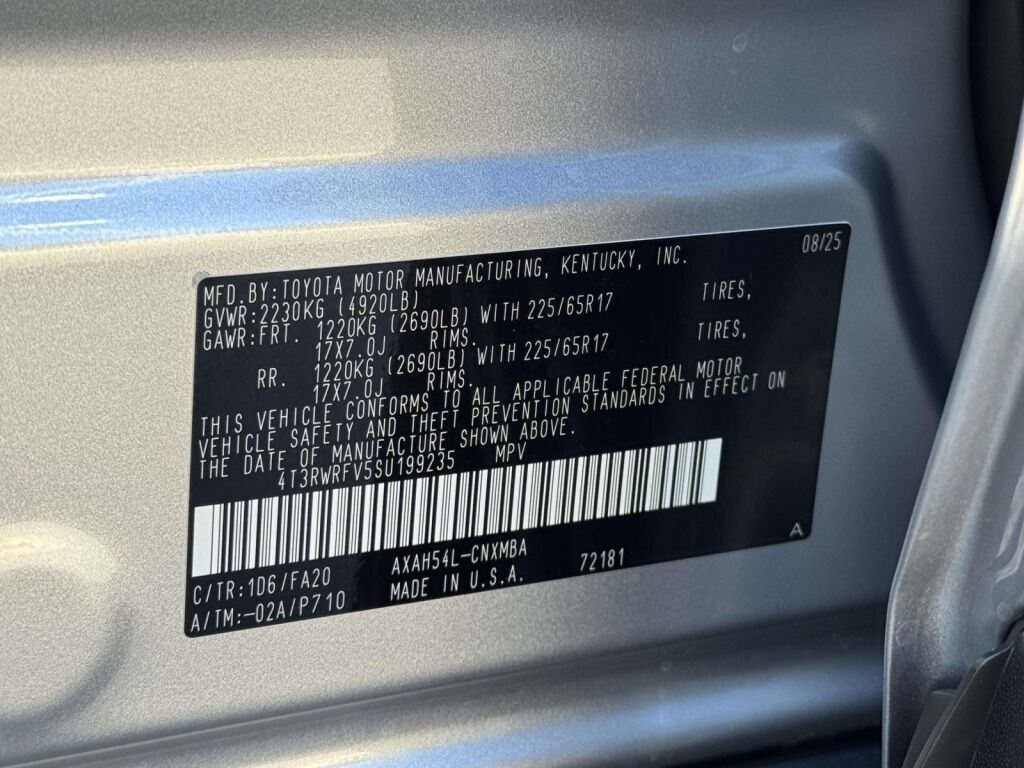 08/25
MFD.BY:TOYOTA MOTOR MANUFACTURING, KENTUCKY, INC.
GVWR:2230KG (4920LB)
GAWR:FRT. 1220KG (2690LB) WITH 225/65R17 TIRES,
17X7.0J RIMS.
RR. 1220KG (2690LB) WITH 225/65R17 TIRES,
17X7.0J RIMS.
THIS VEHICLE CONFORMS TO ALL APPLICABLE FEDERAL MOTOR
VEHICLE SAFETY AND THEFT PREVENTION STANDARDS IN EFFECT ON
THE DATE OF MANUFACTURE SHOWN ABOVE.
4T3RWRFV5SU199235 MPV
C/TR:1D6/FA20 AXAH54L-CNXMBA 72181
A/TM:-02A/P710 MADE IN U.S.A.
A